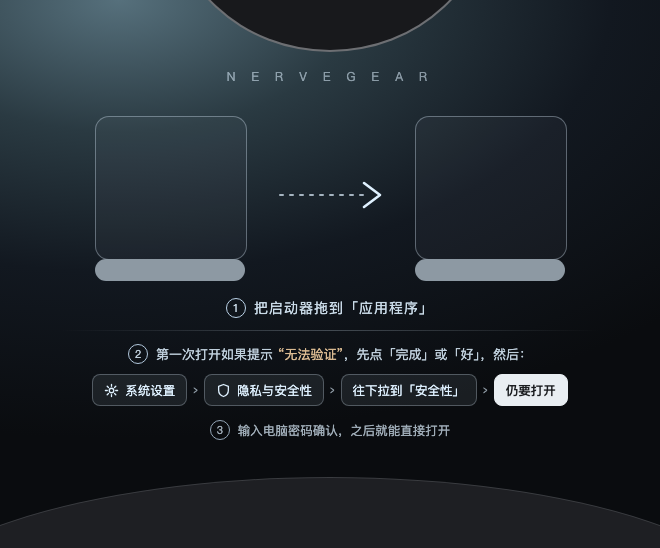 NERVEGEAR
① 把启动器拖到「应用程序」
② 第一次打开如果提示 “无法验证”，先点「完成」或「好」，然后：
系统设置 › 隐私与安全性 › 往下拉到「安全性」 › 仍要打开
③ 输入电脑密码确认，之后就能直接打开